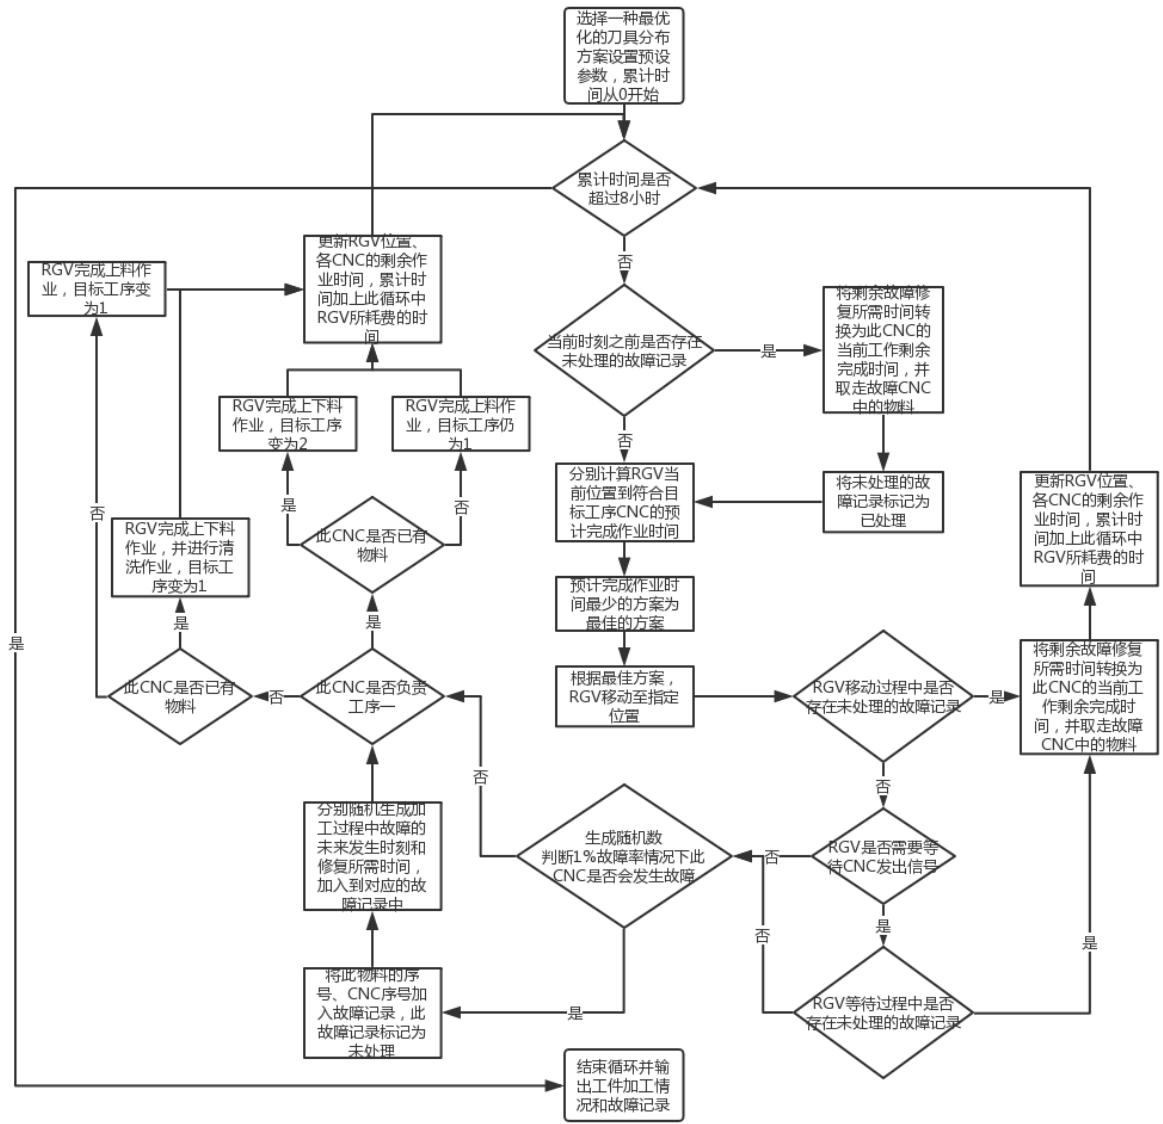 选择一种最优
化的刀具分布
方案设置预设
参数，累计时
间从0开始
累计时间是否
超过8小时
是
否
更新RGV位置、
各CNC的剩余作
业时间，累计时
间加上此循环中
RGV所耗费的时
间
RGV完成上料作
业，目标工序变
为1
当前时刻之前是否存在
未处理的故障记录
是
否
将剩余故障修复
所需时间转换
为此CNC的
当前工作剩余
完成时间，并
取走故障CNC
中的物料
将未处理的故
障记录标记为
已处理
RGV完成上下料
作业，目标工序
变为2
RGV完成上料作
业，目标工序仍
为1
是
否
此CNC是否已有
物料
是
分别计算RGV当
前位置到符合目
标工序CNC的预
计完成作业时间
预计完成作业时
间最少的方案为
最佳的方案
根据最佳方案，
RGV移动至指定
位置
更新RGV位置、
各CNC的剩余作
业时间，累计时
间加上此循环中
RGV所耗费的时
间
RGV完成上下料
作业，并进行清
洗作业，目标工
序变为1
否
是
此CNC是否已有
物料
否
此CNC是否负责
工序一
否
RGV移动过程中是否
存在未处理的故障记录
是
否
将剩余故障修复
所需时间转换为
此CNC的当前工
作剩余完成时
间，并取走故障
CNC中的物料
RGV是否需要等
待CNC发出信号
否
是
RGV等待过程中是否
存在未处理的故障记录
否
是
生成随机数
判断1%故障率情况下此
CNC是否会发生故障
是
分别随机生成加
工过程中故障的
未来发生时刻和
修复所需时间，
加入到对应的故
障记录中
将此物料的序
号、CNC序号加
入故障记录，此
故障记录标记为
未处理
结束循环并输
出工件加工情
况和故障记录